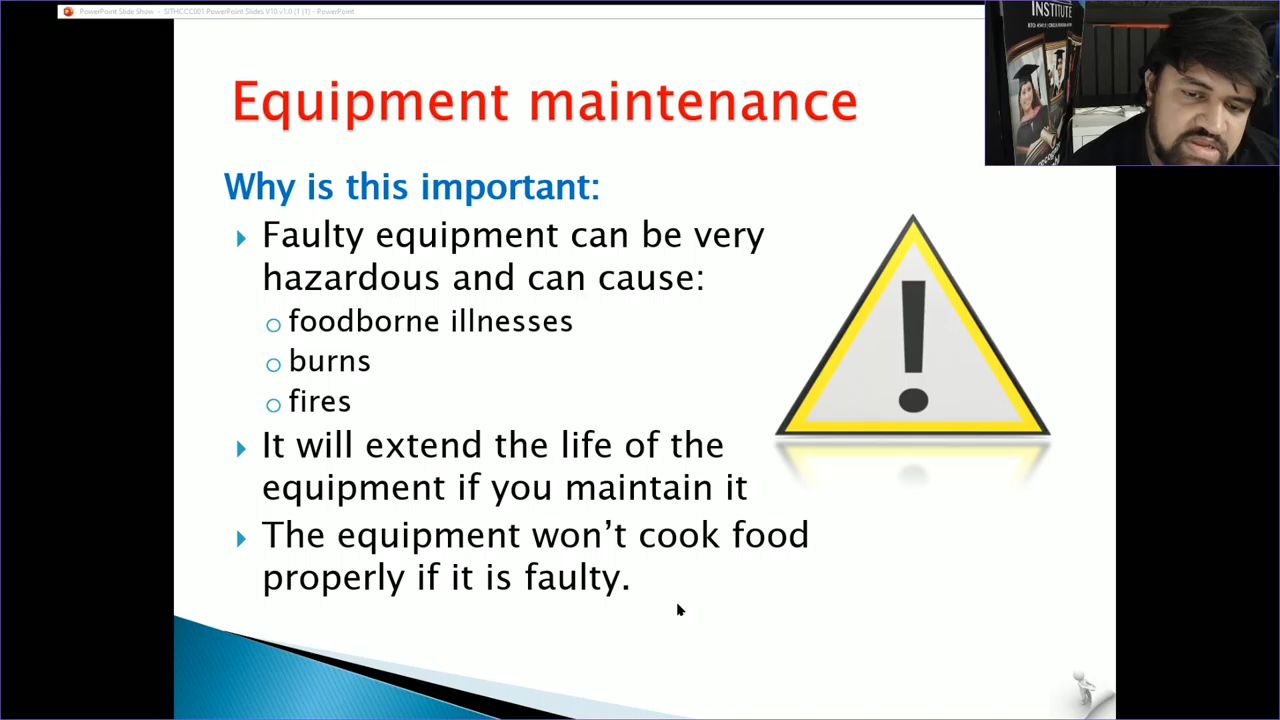 PowerPoint Slide Show - SITHCCC001 PowerPoint Slides V10.v1.0 (1) (1) - PowerPoint
INSTITUTE
Equipment maintenance
Why is this important:
Faulty equipment can be very
hazardous and can cause:
foodborne illnesses
burns
fires
It will extend the life of the
equipment if you maintain it
The equipment won’t cook food
properly if it is faulty.